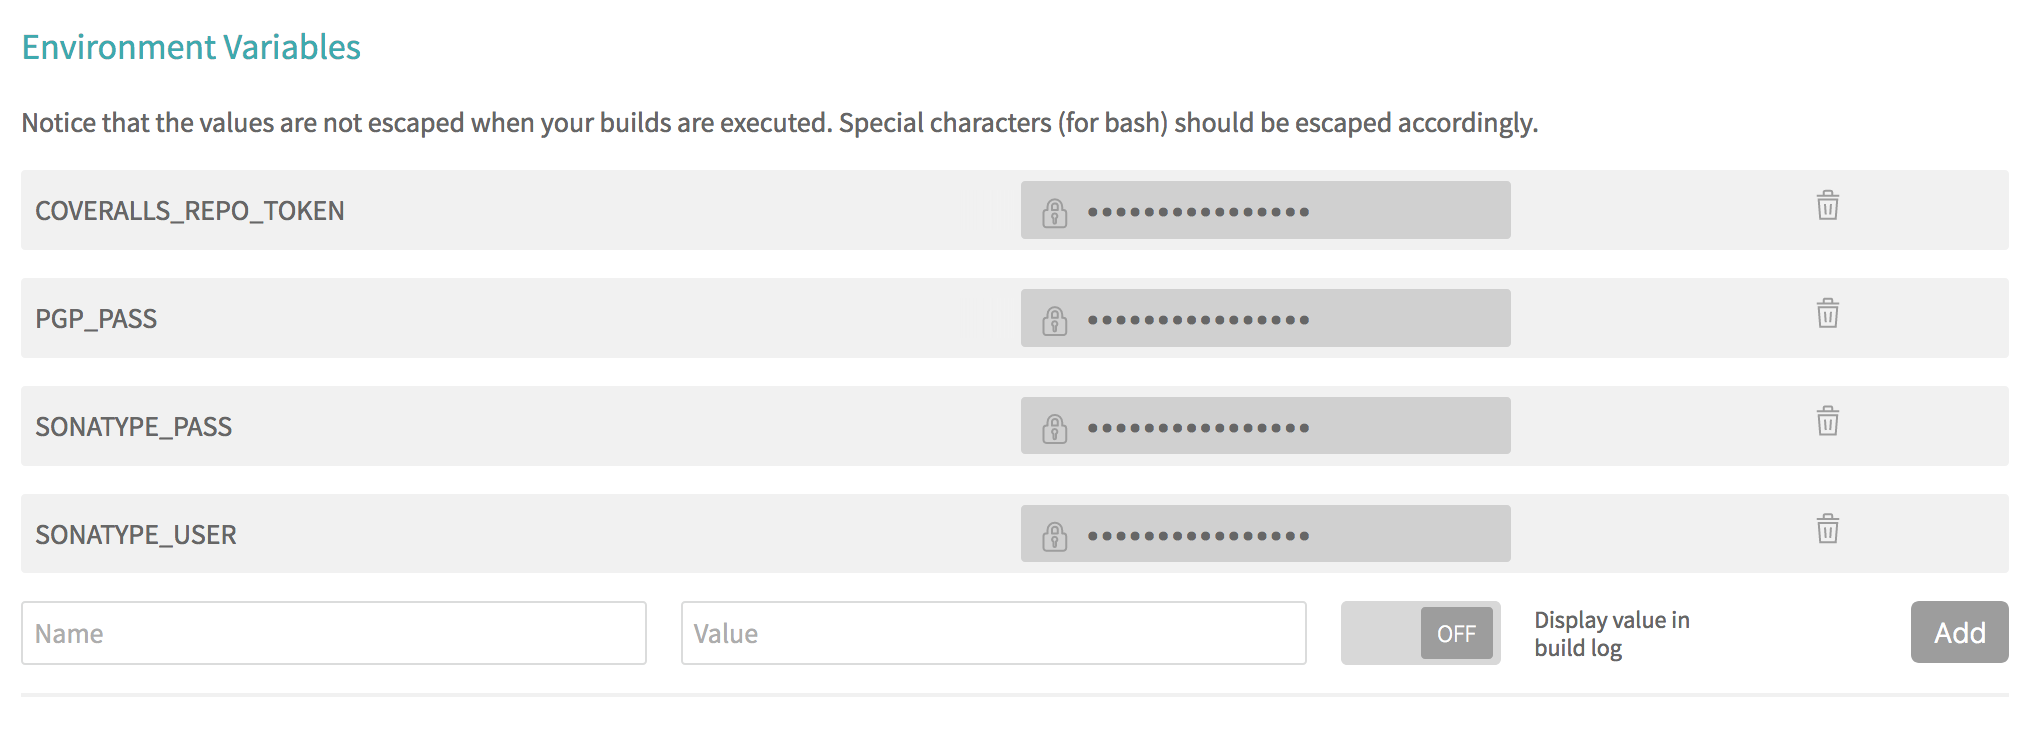 Environment Variables
Notice that the values are not escaped when your builds are executed. Special characters (for bash) should be escaped accordingly.
COVERALLS_REPO_TOKEN ••••••••••••••••
PGP_PASS ••••••••••••••••
SONATYPE_PASS ••••••••••••••••
SONATYPE_USER ••••••••••••••••
Name Value OFF Display value in
build log
Add